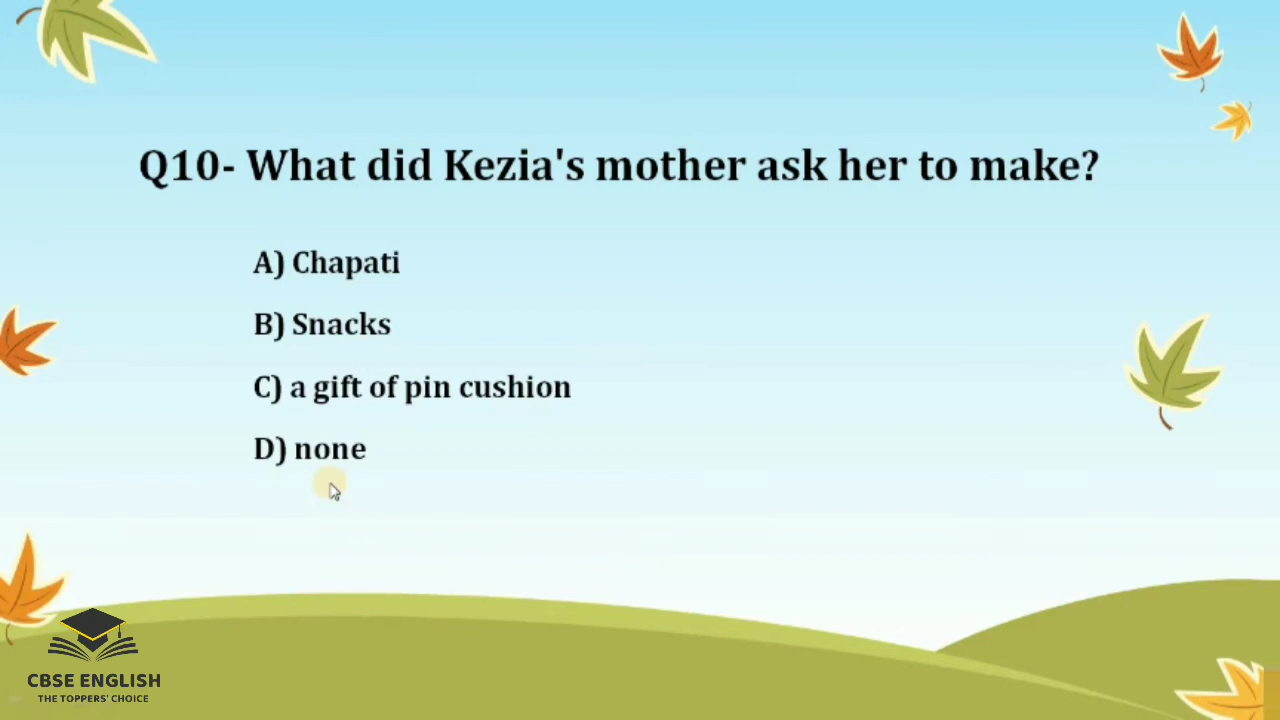 Q10- What did Kezia's mother ask her to make?
A) Chapati
B) Snacks
C) a gift of pin cushion
D) none
CBSE ENGLISH
THE TOPPERS' CHOICE